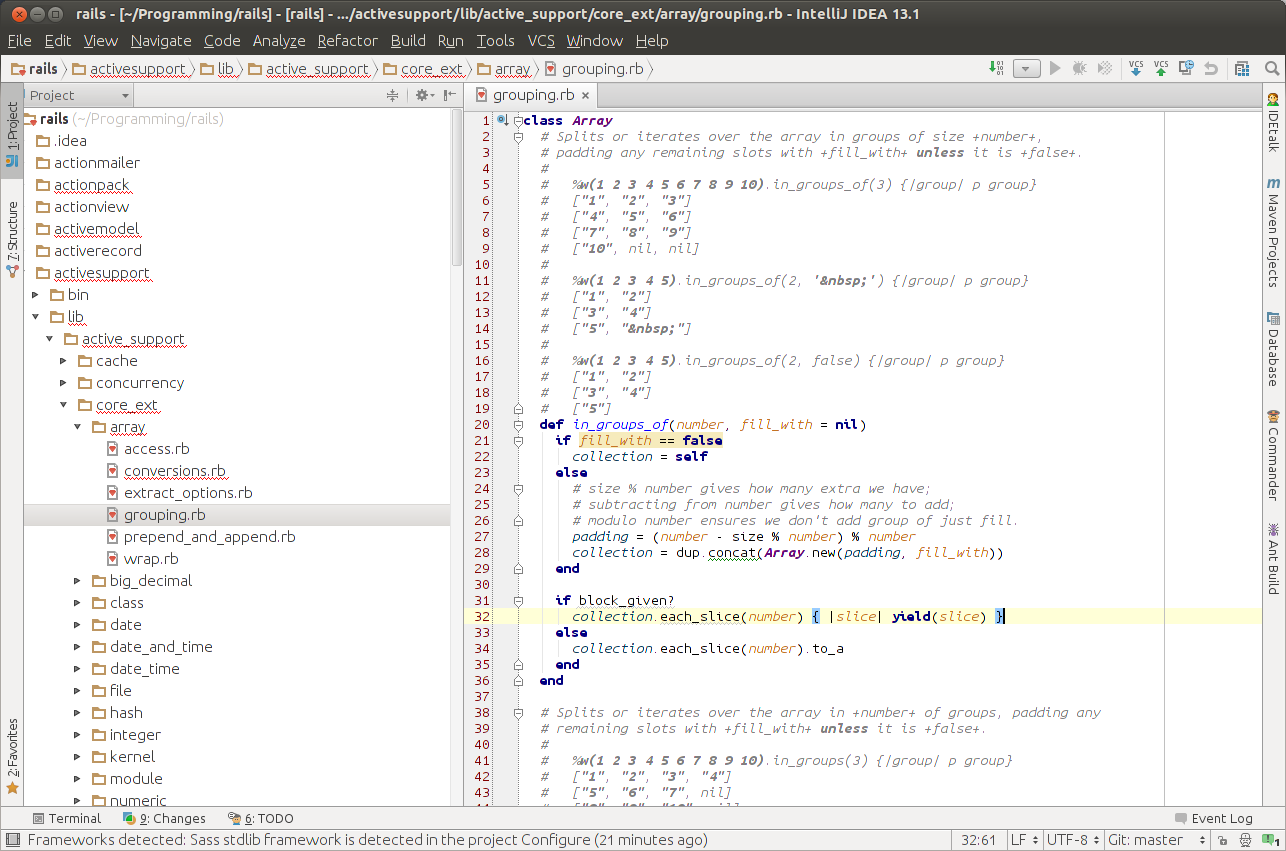 rails - [~/Programming/rails] - [rails] - .../activesupport/lib/active_support/core_ext/array/grouping.rb - IntelliJ IDEA 13.1
File Edit View Navigate Code Analyze Refactor Build Run Tools VCS Window Help
rails activesupport lib active_support core_ext array grouping.rb
VCS VCS
Project
1: Project
7: Structure
2: Favorites
rails (~/Programming/rails)
.idea
actionmailer
actionpack
actionview
activemodel
activerecord
activesupport
bin
lib
active_support
cache
concurrency
core_ext
array
access.rb
conversions.rb
extract_options.rb
grouping.rb
prepend_and_append.rb
wrap.rb
big_decimal
class
date
date_and_time
date_time
file
hash
integer
kernel
module
numeric
grouping.rb
1 class Array
2 # Splits or iterates over the array in groups of size +number+,
3 # padding any remaining slots with +fill_with+ unless it is +false+.
4 #
5 #   %w(1 2 3 4 5 6 7 8 9 10).in_groups_of(3) {|group| p group}
6 #   ["1", "2", "3"]
7 #   ["4", "5", "6"]
8 #   ["7", "8", "9"]
9 #   ["10", nil, nil]
10 #
11 #   %w(1 2 3 4 5).in_groups_of(2, '&nbsp;') {|group| p group}
12 #   ["1", "2"]
13 #   ["3", "4"]
14 #   ["5", "&nbsp;"]
15 #
16 #   %w(1 2 3 4 5).in_groups_of(2, false) {|group| p group}
17 #   ["1", "2"]
18 #   ["3", "4"]
19 #   ["5"]
20 def in_groups_of(number, fill_with = nil)
21 if fill_with == false
22 collection = self
23 else
24 # size % number gives how many extra we have;
25 # subtracting from number gives how many to add;
26 # modulo number ensures we don't add group of just fill.
27 padding = (number - size % number) % number
28 collection = dup.concat(Array.new(padding, fill_with))
29 end
30
31 if block_given?
32 collection.each_slice(number) { |slice| yield(slice) }
33 else
34 collection.each_slice(number).to_a
35 end
36 end
37
38 # Splits or iterates over the array in +number+ of groups, padding any
39 # remaining slots with +fill_with+ unless it is +false+.
40 #
41 #   %w(1 2 3 4 5 6 7 8 9 10).in_groups(3) {|group| p group}
42 #   ["1", "2", "3", "4"]
43 #   ["5", "6", "7", nil]
IDEtalk
Maven Projects
Database
Commander
Ant Build
Terminal 9: Changes 6: TODO Event Log
Frameworks detected: Sass stdlib framework is detected in the project Configure (21 minutes ago) 32:61 LF UTF-8 Git: master 1